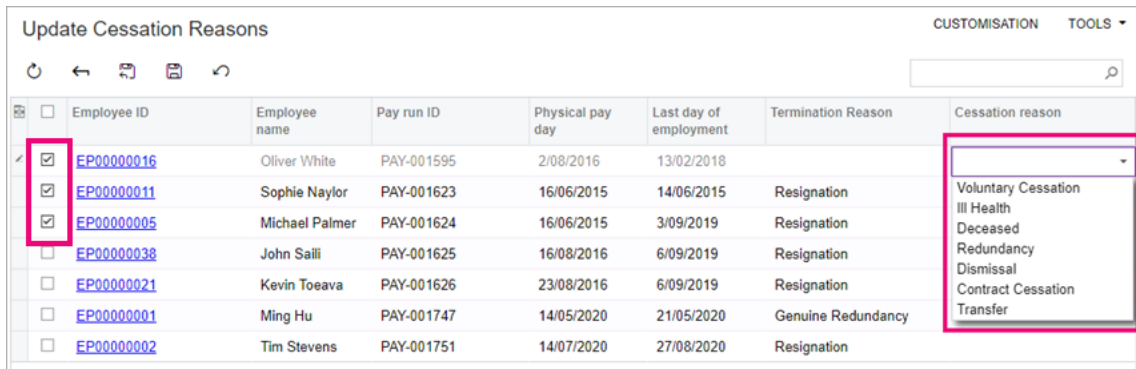 Update Cessation Reasons
CUSTOMISATION TOOLS
Employee ID Employee name Pay run ID Physical pay day Last day of employment Termination Reason Cessation reason
EP00000016 Oliver White PAY-001595 2/08/2016 13/02/2018
EP00000011 Sophie Naylor PAY-001623 16/06/2015 14/06/2015 Resignation
EP00000005 Michael Palmer PAY-001624 16/06/2015 3/09/2019 Resignation
EP00000038 John Saili PAY-001625 16/08/2016 6/09/2019 Resignation
EP00000021 Kevin Toeava PAY-001626 23/08/2016 6/09/2019 Resignation
EP00000001 Ming Hu PAY-001747 14/05/2020 21/05/2020 Genuine Redundancy
EP00000002 Tim Stevens PAY-001751 14/07/2020 27/08/2020 Resignation
Voluntary Cessation
Ill Health
Deceased
Redundancy
Dismissal
Contract Cessation
Transfer